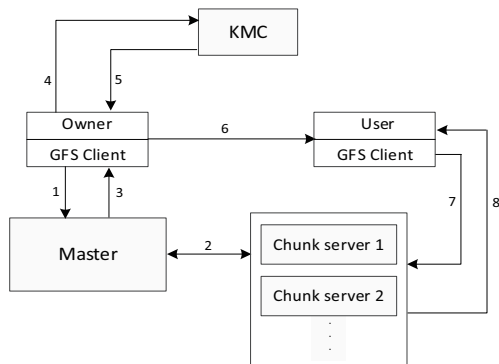 KMC
4
5
Owner
GFS Client
6
User
GFS Client
1
3
7
8
Master
2
Chunk server 1
Chunk server 2
.
.
.